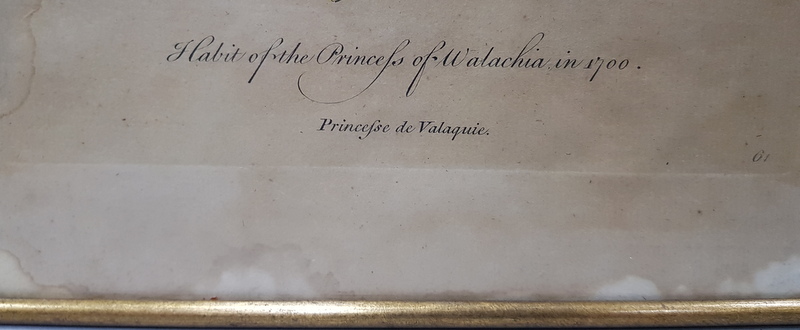 Habit of the Princeſs of Walachia, in 1700.
Princeſse de Valaquie.
61